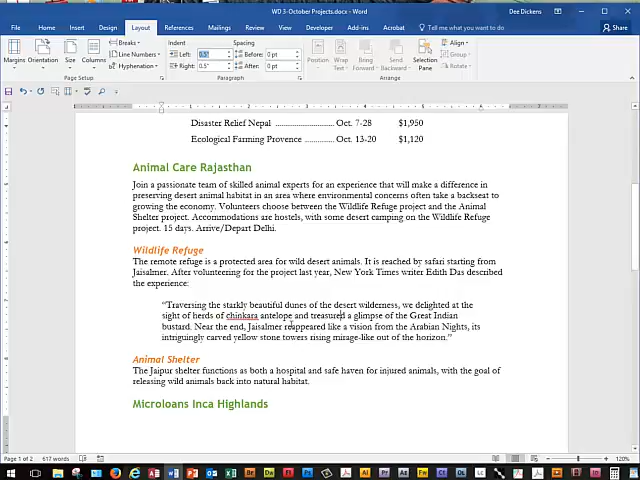 WD 3-October Projects.docx - Word
Dee Dickens
File Home Insert Design Layout References Mailings Review View Developer Add-ins Acrobat Tell me what you want to do Share
Margins Orientation Size Columns
Breaks
Line Numbers
Hyphenation
Page Setup
Indent
Left: 0.5"
Right: 0.5"
Spacing
Before: 0 pt
After: 0 pt
Paragraph
Position Wrap Text Bring Forward Send Backward Selection Pane
Align
Group
Rotate
Arrange
Disaster Relief Nepal ............................ Oct. 7-28 $1,950
Ecological Farming Provence ............. Oct. 13-20 $1,120
Animal Care Rajasthan
Join a passionate team of skilled animal experts for an experience that will make a difference in
preserving desert animal habitat in an area where environmental concerns often take a backseat to
growing the economy. Volunteers choose between the Wildlife Refuge project and the Animal
Shelter project. Accommodations are hostels, with some desert camping on the Wildlife Refuge
project. 15 days. Arrive/Depart Delhi.
Wildlife Refuge
The remote refuge is a protected area for wild desert animals. It is reached by safari starting from
Jaisalmer. After volunteering for the project last year, New York Times writer Edith Das described
the experience:
“Traversing the starkly beautiful dunes of the desert wilderness, we delighted at the
sight of herds of chinkara antelope and treasured a glimpse of the Great Indian
bustard. Near the end, Jaisalmer reappeared like a vision from the Arabian Nights, its
intriguingly carved yellow stone towers rising mirage-like out of the horizon.”
Animal Shelter
The Jaipur shelter functions as both a hospital and safe haven for injured animals, with the goal of
releasing wild animals back into natural habitat.
Microloans Inca Highlands
Page 1 of 2 617 words
120%